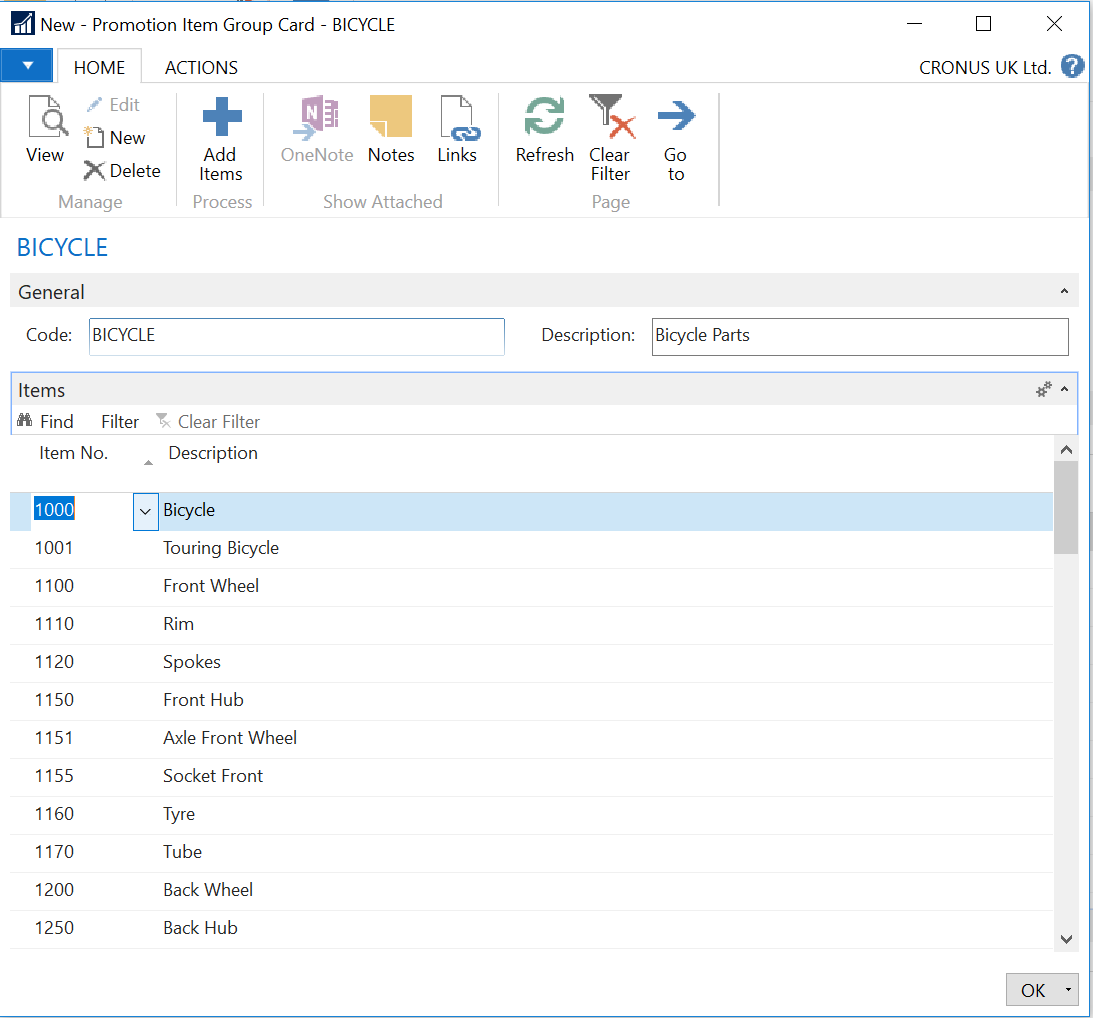 New - Promotion Item Group Card - BICYCLE
HOME ACTIONS CRONUS UK Ltd. ?
View Edit New Delete
Manage
Add Items
Process
OneNote Notes Links
Show Attached
Refresh Clear Filter Go to
Page
BICYCLE
General
Code: BICYCLE Description: Bicycle Parts
Items
Find Filter Clear Filter
Item No. Description
1000 Bicycle
1001 Touring Bicycle
1100 Front Wheel
1110 Rim
1120 Spokes
1150 Front Hub
1151 Axle Front Wheel
1155 Socket Front
1160 Tyre
1170 Tube
1200 Back Wheel
1250 Back Hub
OK